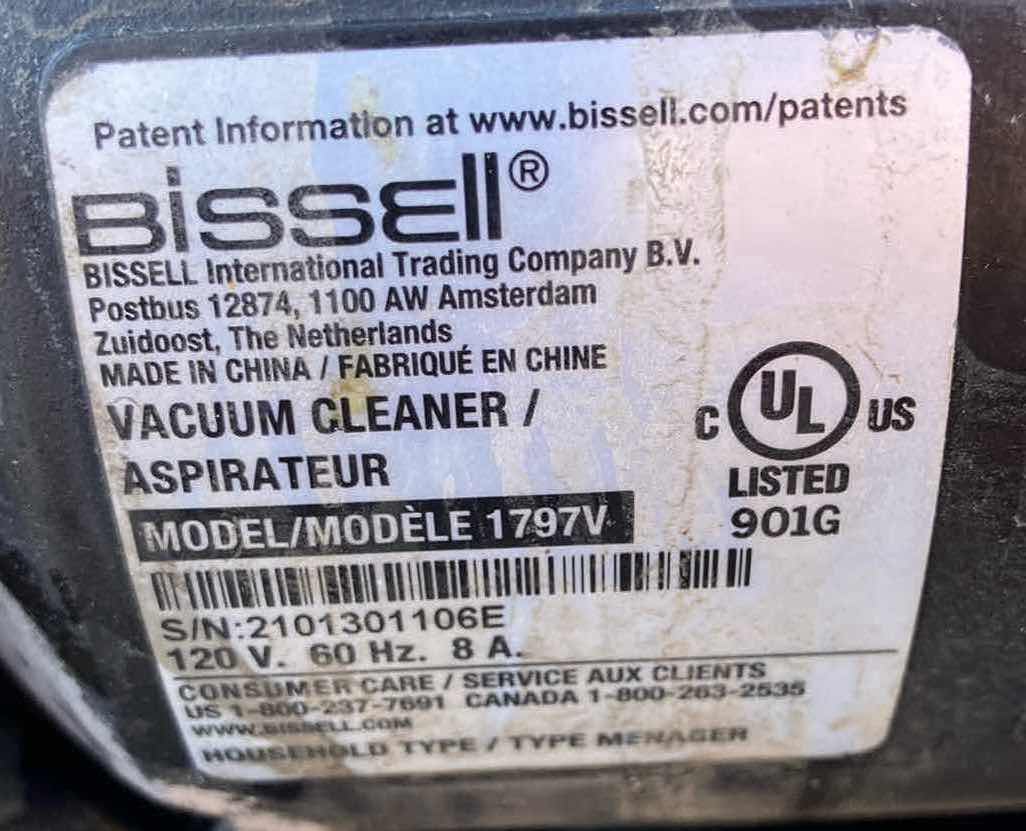 Patent Information at www.bissell.com/patents
BISSELL®
BISSELL International Trading Company B.V.
Postbus 12874, 1100 AW Amsterdam
Zuidoost, The Netherlands
MADE IN CHINA / FABRIQUÉ EN CHINE
VACUUM CLEANER /
ASPIRATEUR
C UL US
LISTED
901G
MODEL/MODÈLE 1797V
S/N:2101301106E
120 V. 60 Hz. 8 A.
CONSUMER CARE / SERVICE AUX CLIENTS
US 1-800-237-7691 CANADA 1-800-263-2535
WWW.BISSELL.COM
HOUSEHOLD TYPE / TYPE MENAGER